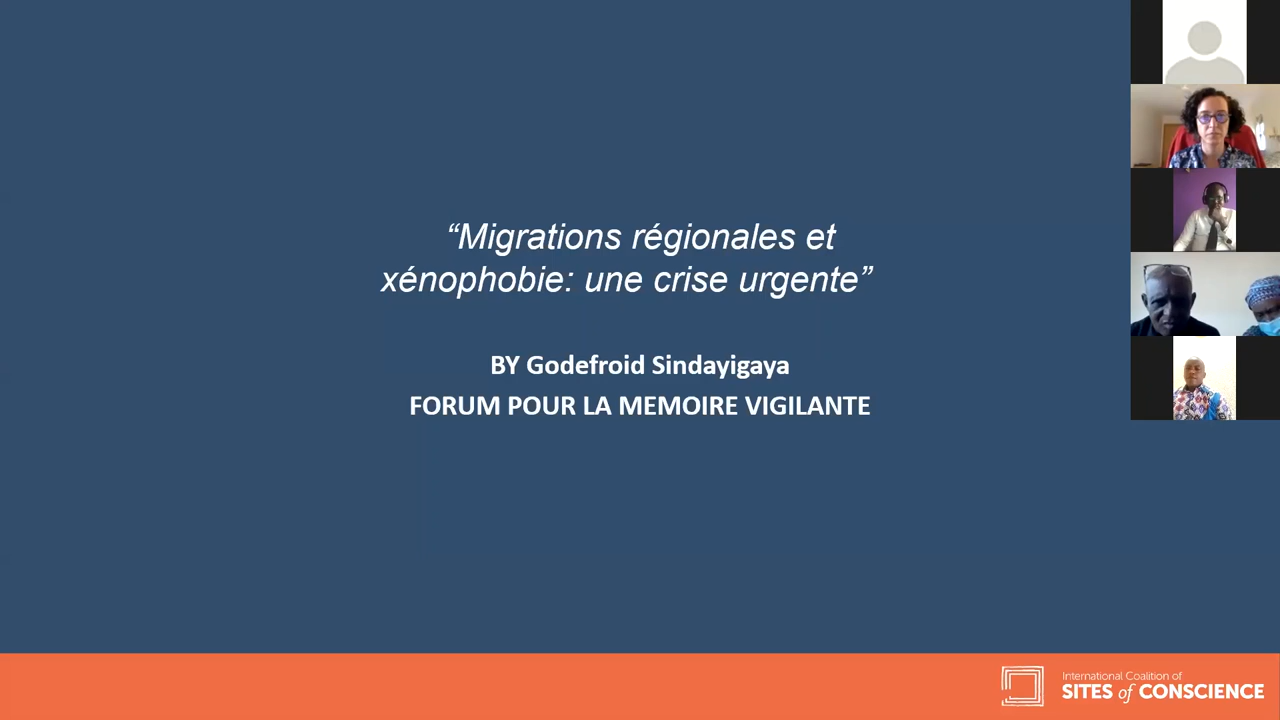 “Migrations régionales et
xénophobie: une crise urgente”
BY Godefroid Sindayigaya
FORUM POUR LA MEMOIRE VIGILANTE
International Coalition of
SITES of CONSCIENCE